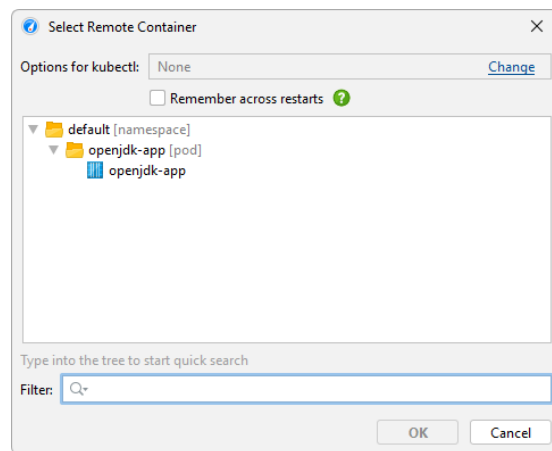 Select Remote Container
Options for kubectl: None Change
Remember across restarts ?
default [namespace]
openjdk-app [pod]
openjdk-app
Type into the tree to start quick search
Filter:
OK Cancel